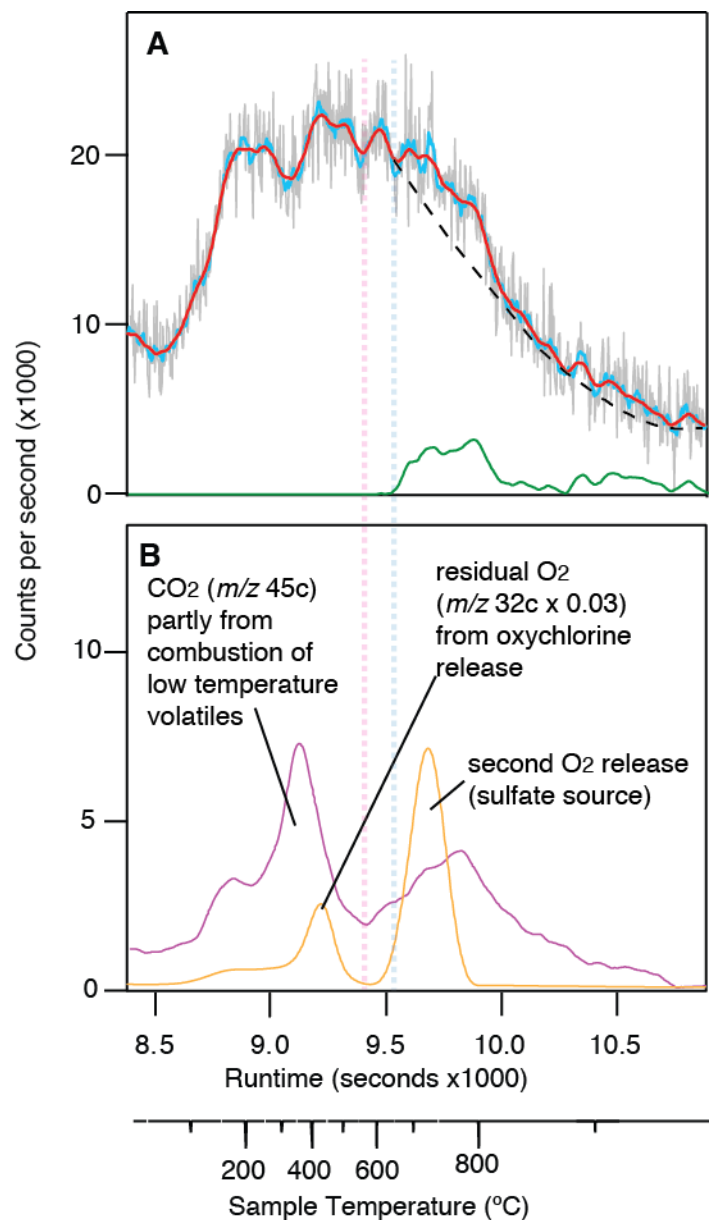 A
20
10
0
Counts per second (x1000)
B
CO2 (m/z 45c)
partly from
combustion of
low temperature
volatiles
residual O2
(m/z 32c x 0.03)
from oxychlorine
release
second O2 release
(sulfate source)
10
5
0
8.5 9.0 9.5 10.0 10.5
Runtime (seconds x1000)
200 400 600 800
Sample Temperature (ºC)